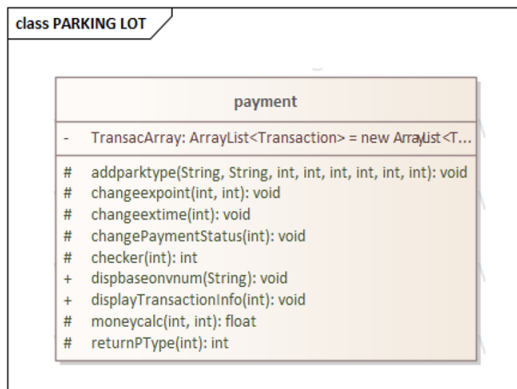 class PARKING LOT
payment
- TransacArray: ArrayList<Transaction> = new ArrayList<T...
# addparktype(String, String, int, int, int, int, int, int): void
# changeexpoint(int, int): void
# changeextime(int): void
# changePaymentStatus(int): void
# checker(int): int
+ dispbaseonvnum(String): void
+ displayTransactionInfo(int): void
# moneycalc(int, int): float
# returnPType(int): int